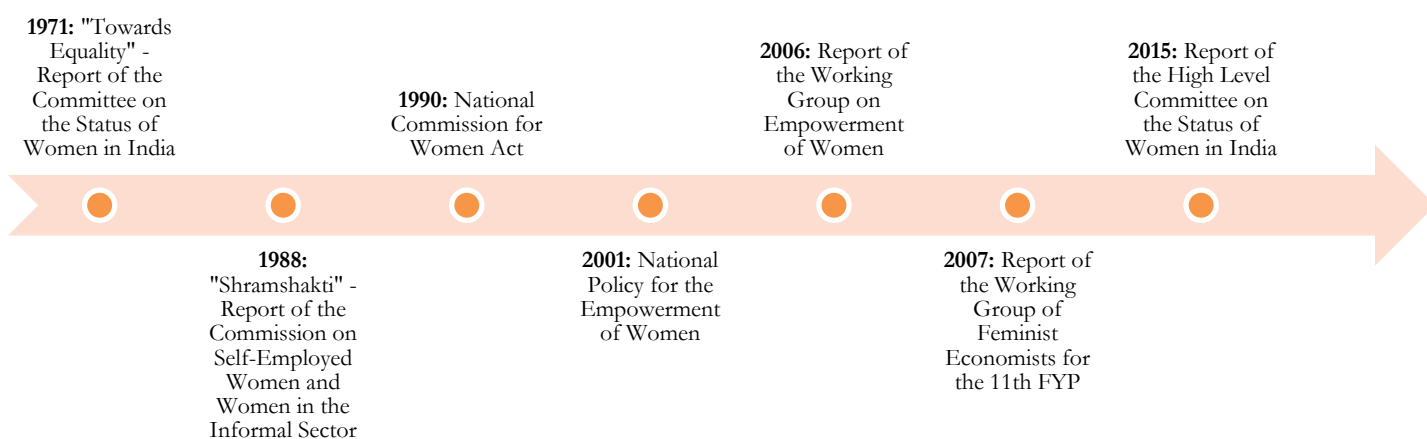 1971: "Towards
Equality" -
Report of the
Committee on
the Status of
Women in India
1988:
"Shramshakti" -
Report of the
Commission on
Self-Employed
Women and
Women in the
Informal Sector
1990: National
Commission for
Women Act
2001: National
Policy for the
Empowerment
of Women
2006: Report of
the Working
Group on
Empowerment
of Women
2007: Report of
the Working
Group of
Feminist
Economists for
the 11th FYP
2015: Report of
the High Level
Committee on
the Status of
Women in India